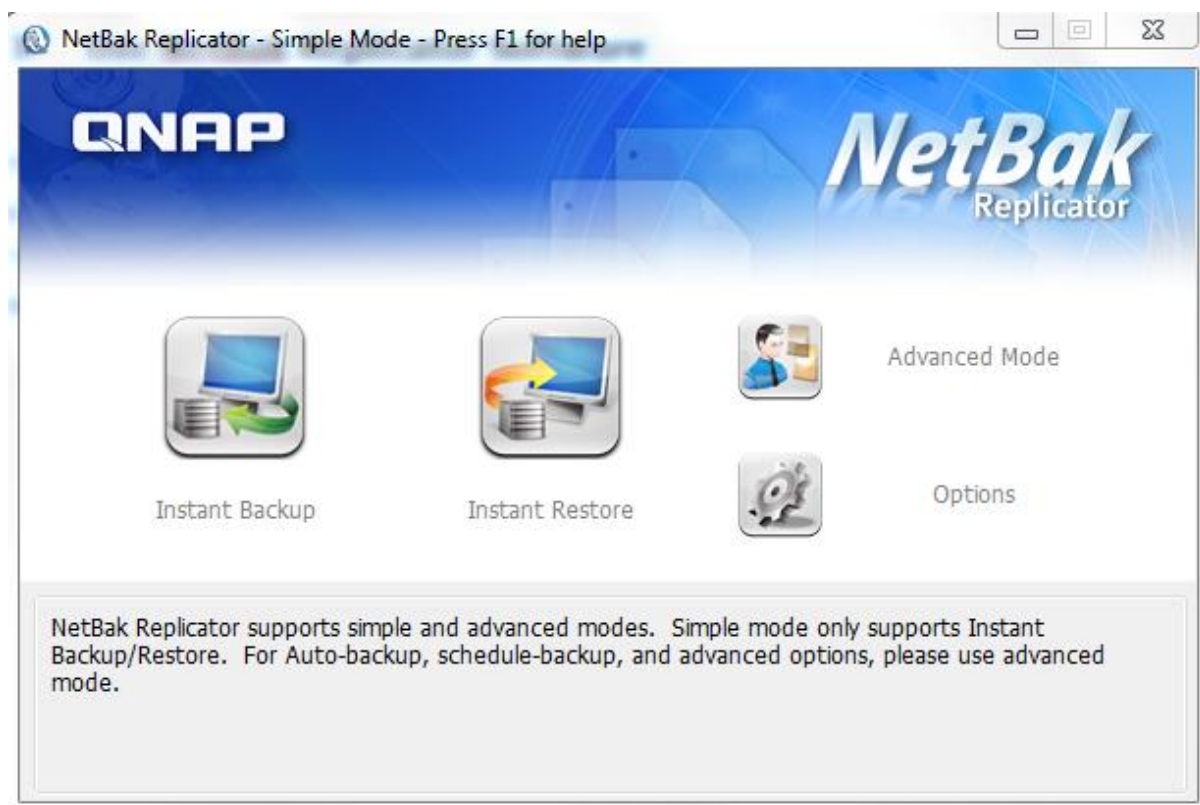 NetBak Replicator - Simple Mode - Press F1 for help
QNAP
NetBak
Replicator
Advanced Mode
Instant Backup
Instant Restore
Options
NetBak Replicator supports simple and advanced modes.  Simple mode only supports Instant
Backup/Restore.  For Auto-backup, schedule-backup, and advanced options, please use advanced
mode.